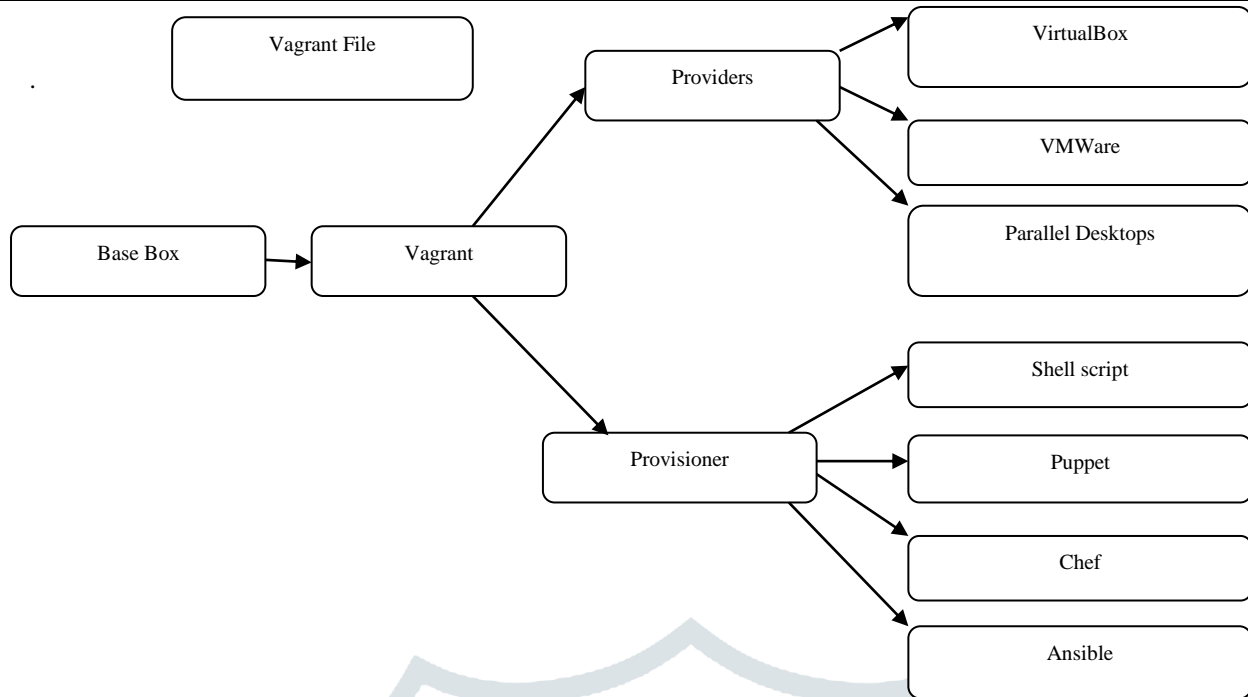 Vagrant File
.
Providers
VirtualBox
VMWare
Parallel Desktops
Base Box
Vagrant
Shell script
Provisioner
Puppet
Chef
Ansible